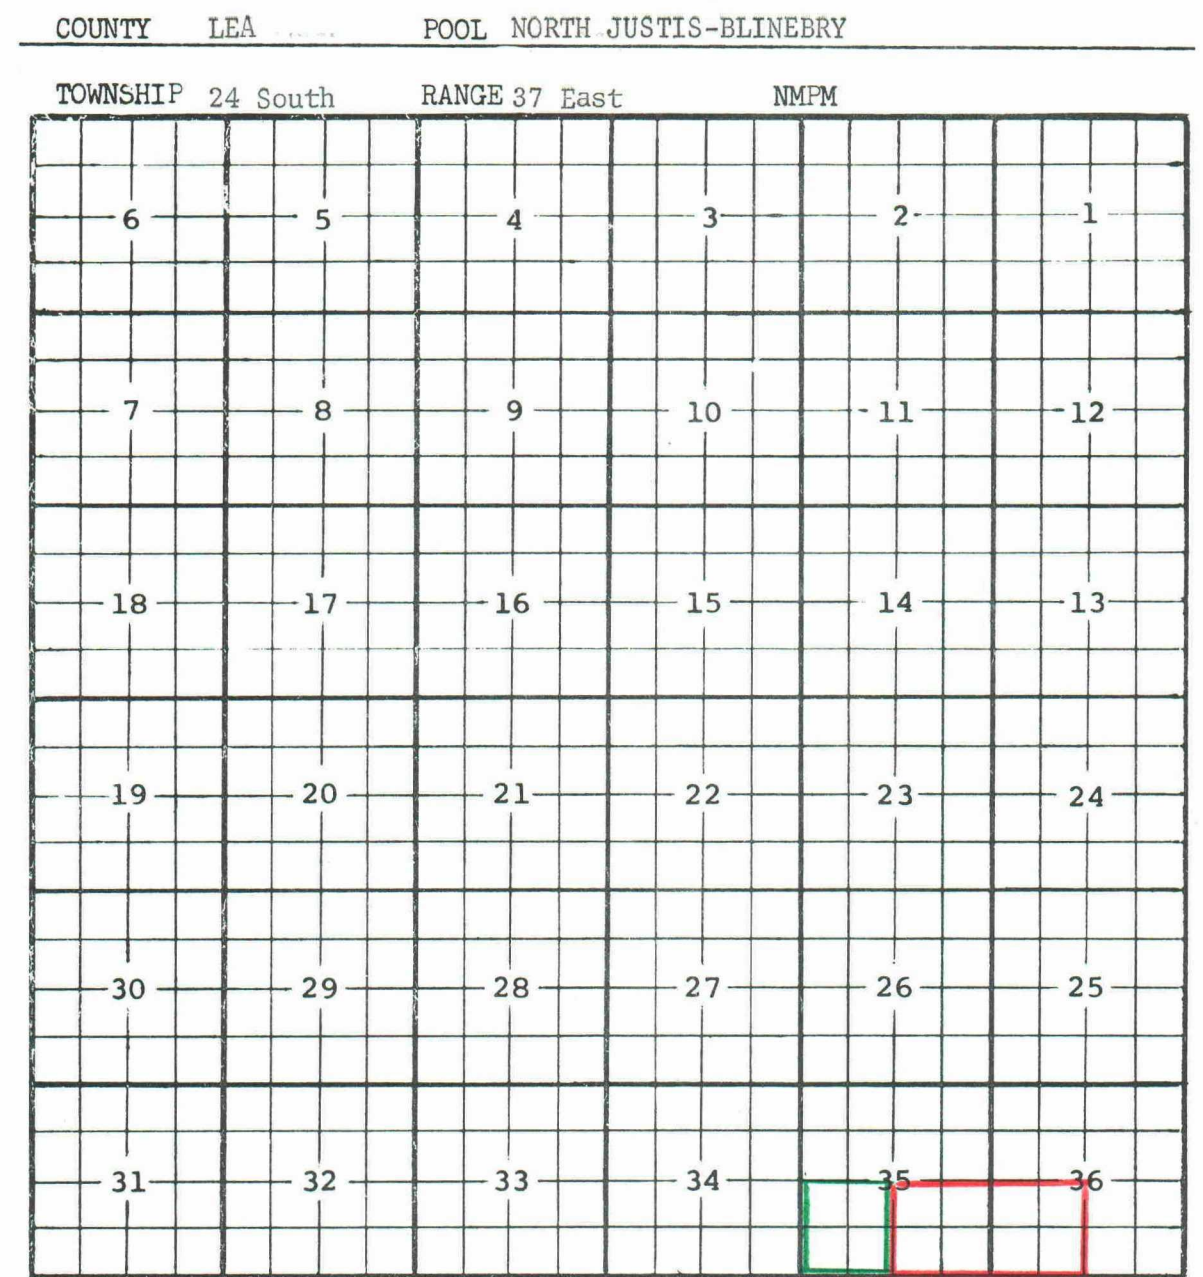 COUNTY LEA POOL NORTH JUSTIS-BLINEBRY
TOWNSHIP 24 South RANGE 37 East NMPM
6 5 4 3 2 1
7 8 9 10 11 12
18 17 16 15 14 13
19 20 21 22 23 24
30 29 28 27 26 25
31 32 33 34 35 36